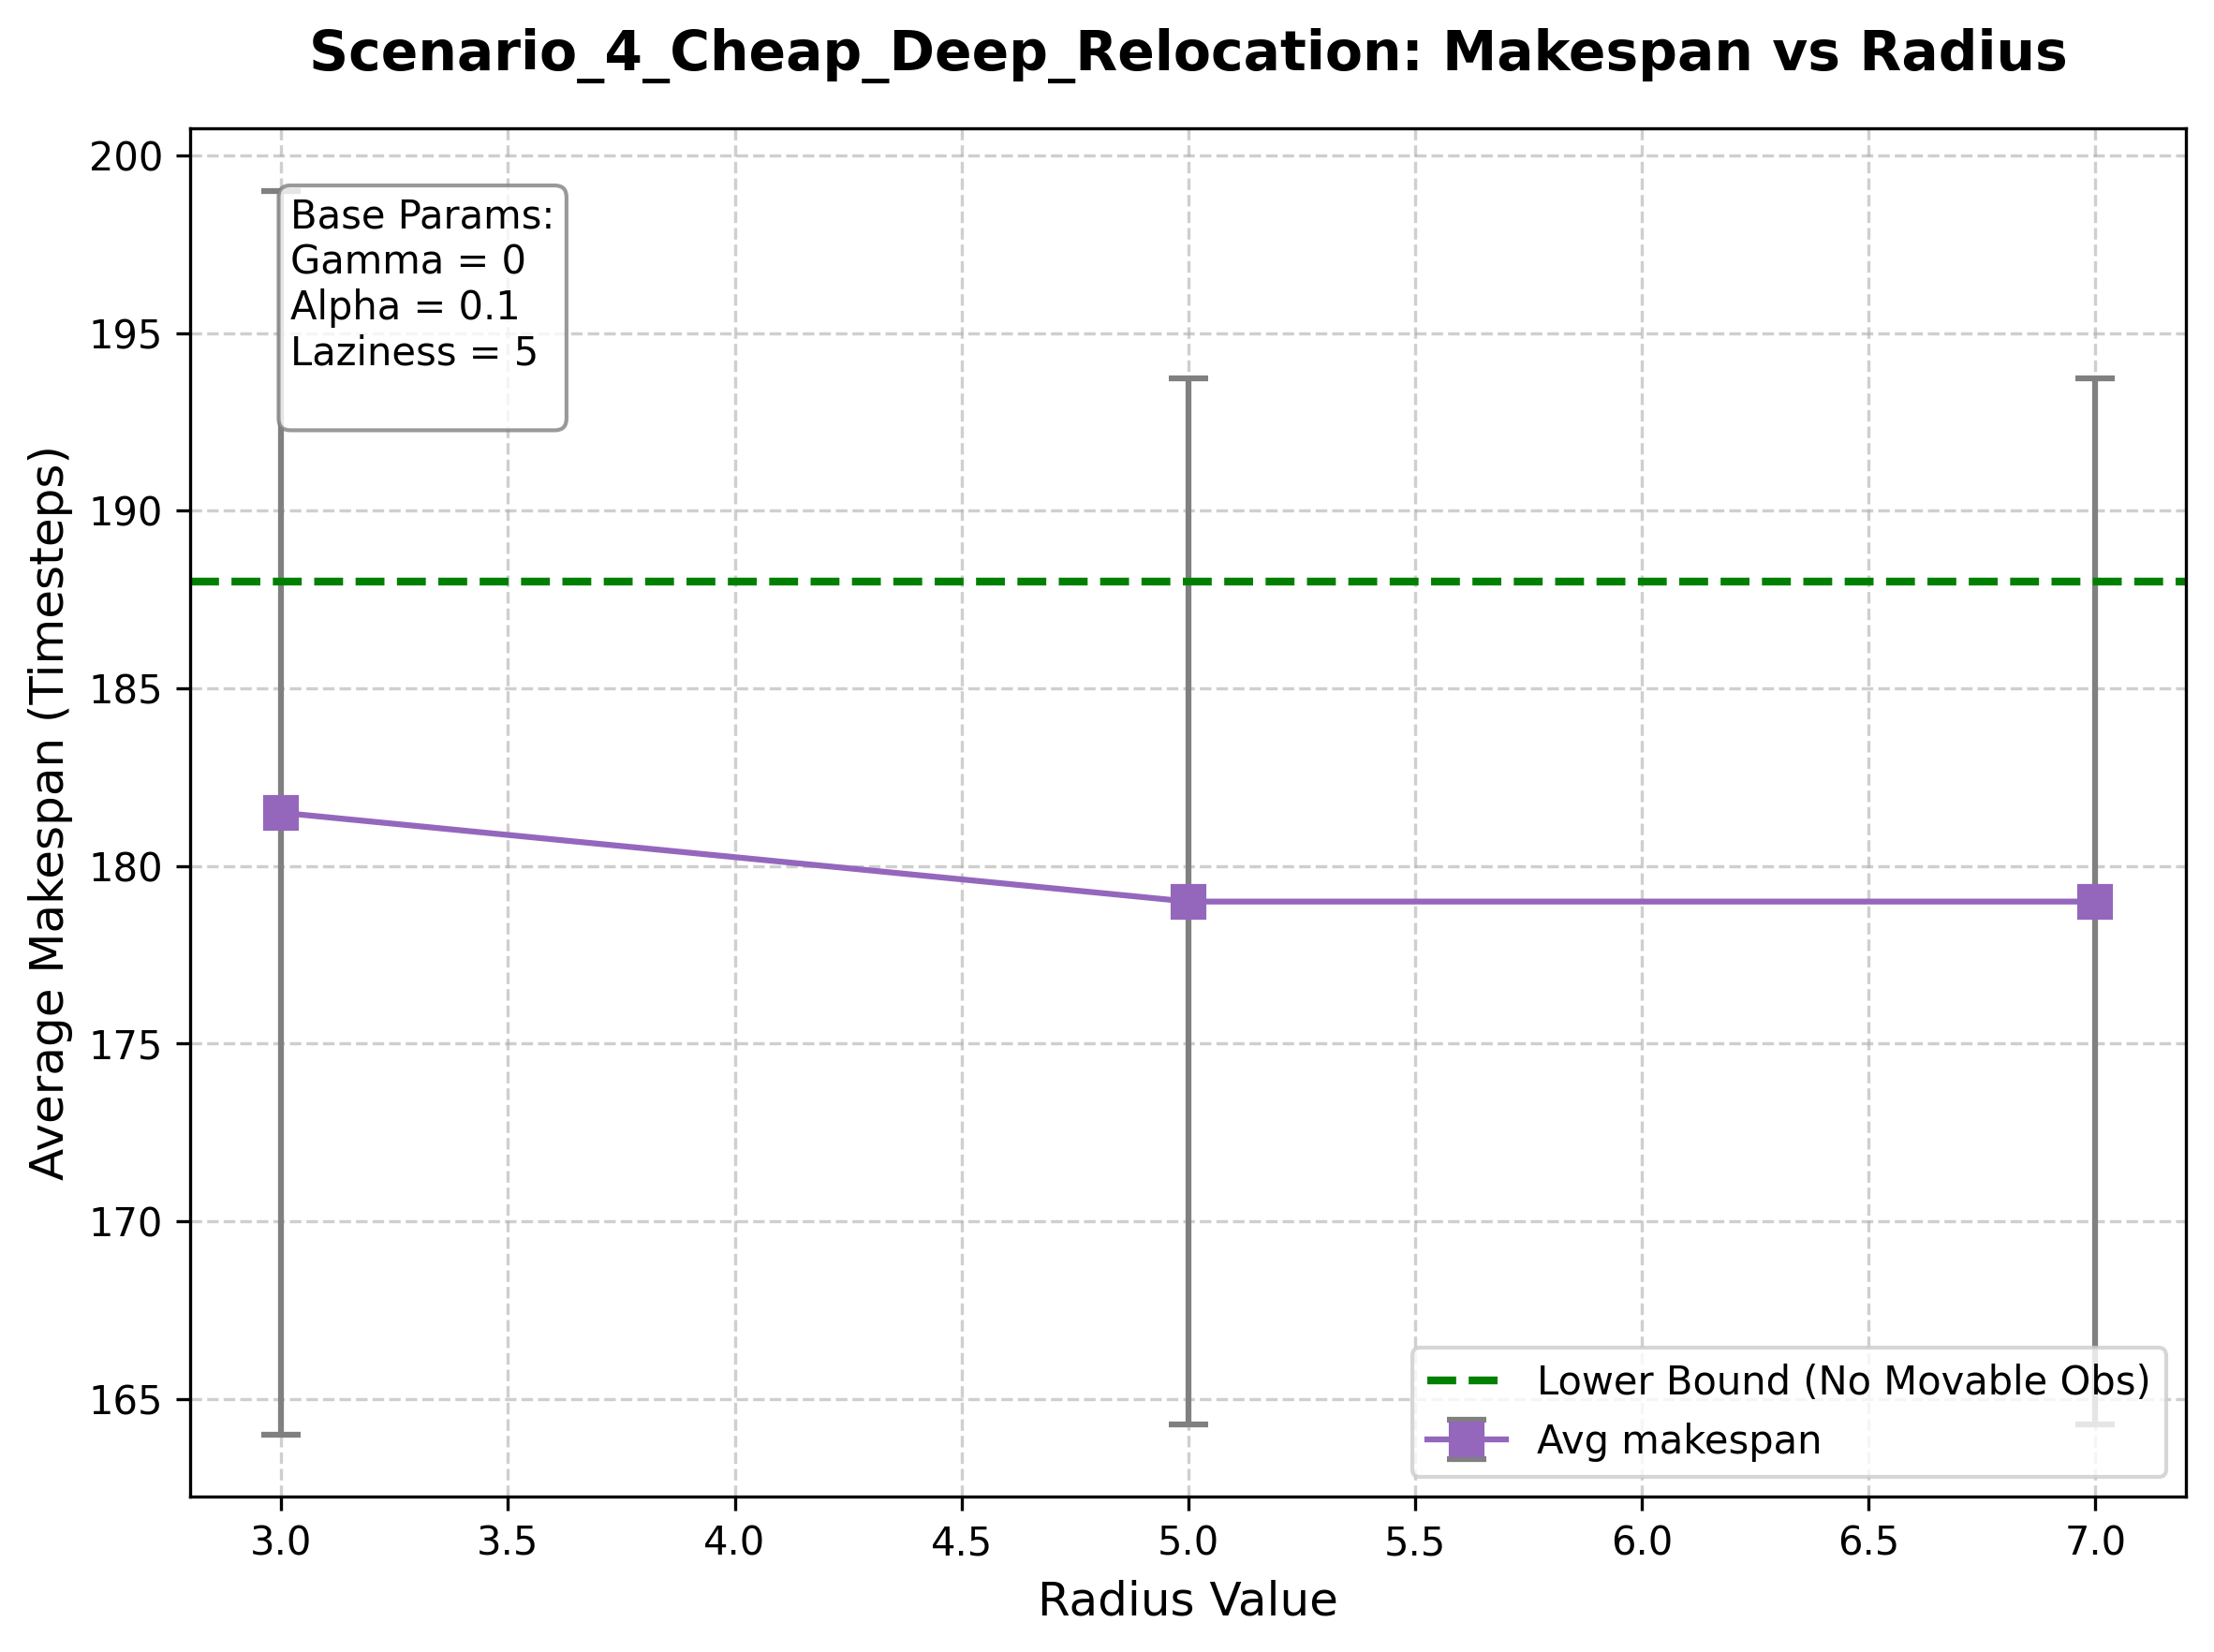 Scenario_4_Cheap_Deep_Relocation: Makespan vs Radius
Average Makespan (Timesteps)
200
195
190
185
180
175
170
165
Base Params:
Gamma = 0
Alpha = 0.1
Laziness = 5
Lower Bound (No Movable Obs)
Avg makespan
3.0 3.5 4.0 4.5 5.0 5.5 6.0 6.5 7.0
Radius Value